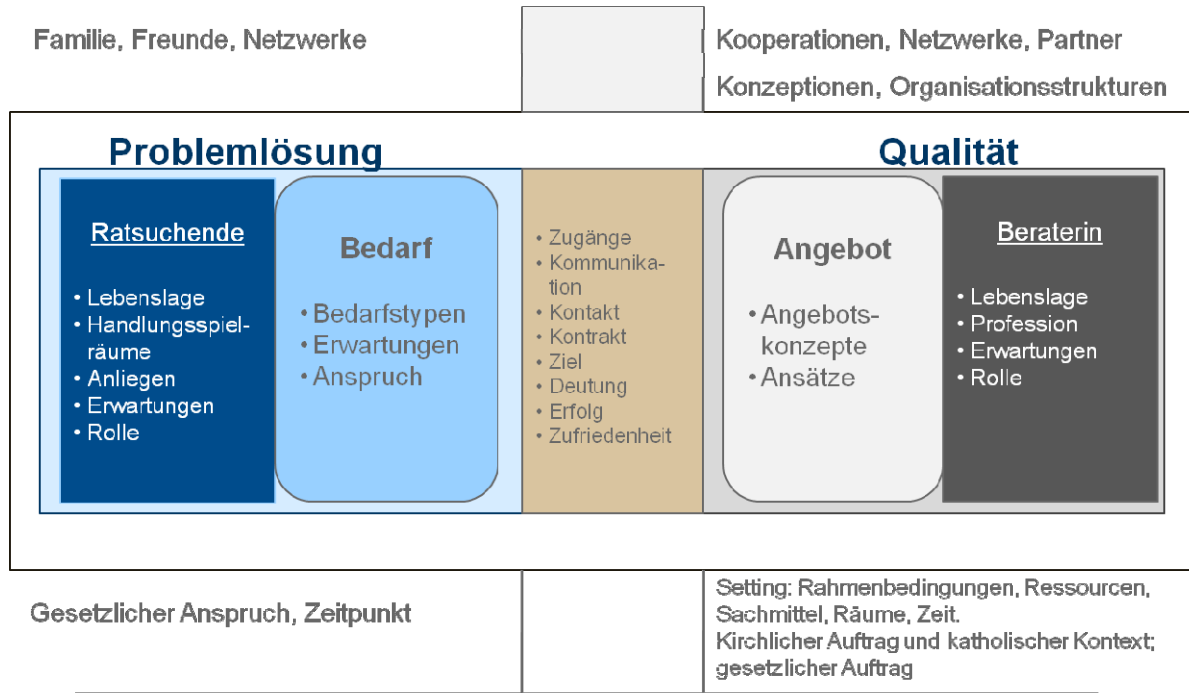 Familie, Freunde, Netzwerke
Kooperationen, Netzwerke, Partner
Konzeptionen, Organisationsstrukturen
Problemlösung
Qualität
Ratsuchende
• Lebenslage
• Handlungsspiel-
räume
• Anliegen
• Erwartungen
• Rolle
Bedarf
• Bedarfstypen
• Erwartungen
• Anspruch
• Zugänge
• Kommunika-
tion
• Kontakt
• Kontrakt
• Ziel
• Deutung
• Erfolg
• Zufriedenheit
Angebot
• Angebots-
konzepte
• Ansätze
Beraterin
• Lebenslage
• Profession
• Erwartungen
• Rolle
Gesetzlicher Anspruch, Zeitpunkt
Setting: Rahmenbedingungen, Ressourcen,
Sachmittel, Räume, Zeit.
Kirchlicher Auftrag und katholischer Kontext;
gesetzlicher Auftrag